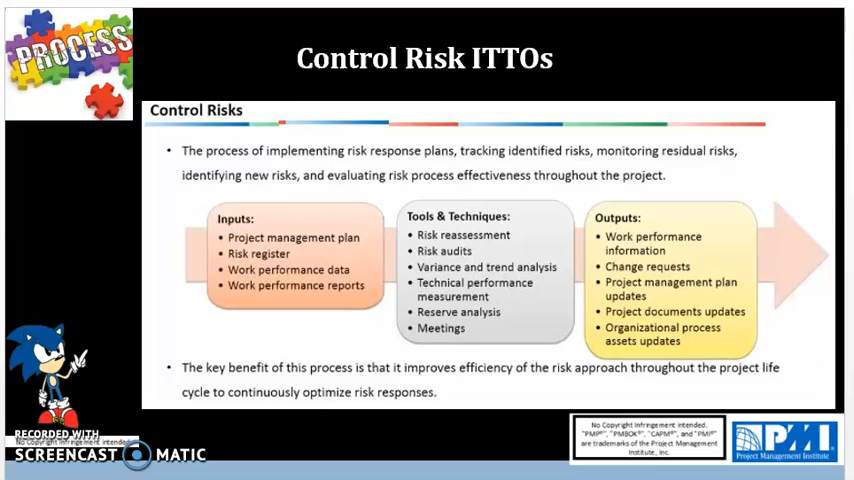 PROCESS
Control Risk ITTOs
Control Risks
• The process of implementing risk response plans, tracking identified risks, monitoring residual risks,
identifying new risks, and evaluating risk process effectiveness throughout the project.
Inputs:
• Project management plan
• Risk register
• Work performance data
• Work performance reports
Tools & Techniques:
• Risk reassessment
• Risk audits
• Variance and trend analysis
• Technical performance
measurement
• Reserve analysis
• Meetings
Outputs:
• Work performance
information
• Change requests
• Project management plan
updates
• Project documents updates
• Organizational process
assets updates
• The key benefit of this process is that it improves efficiency of the risk approach throughout the project life
cycle to continuously optimize risk responses.
RECORDED WITH
No Copyright Infringement intended.
SCREENCAST MATIC
No Copyright Infringement intended.
"PMP®", "PMBOK®", "CAPM®", and "PMI®"
are trademarks of the Project Management
Institute, Inc.
PMI
Project Management Institute